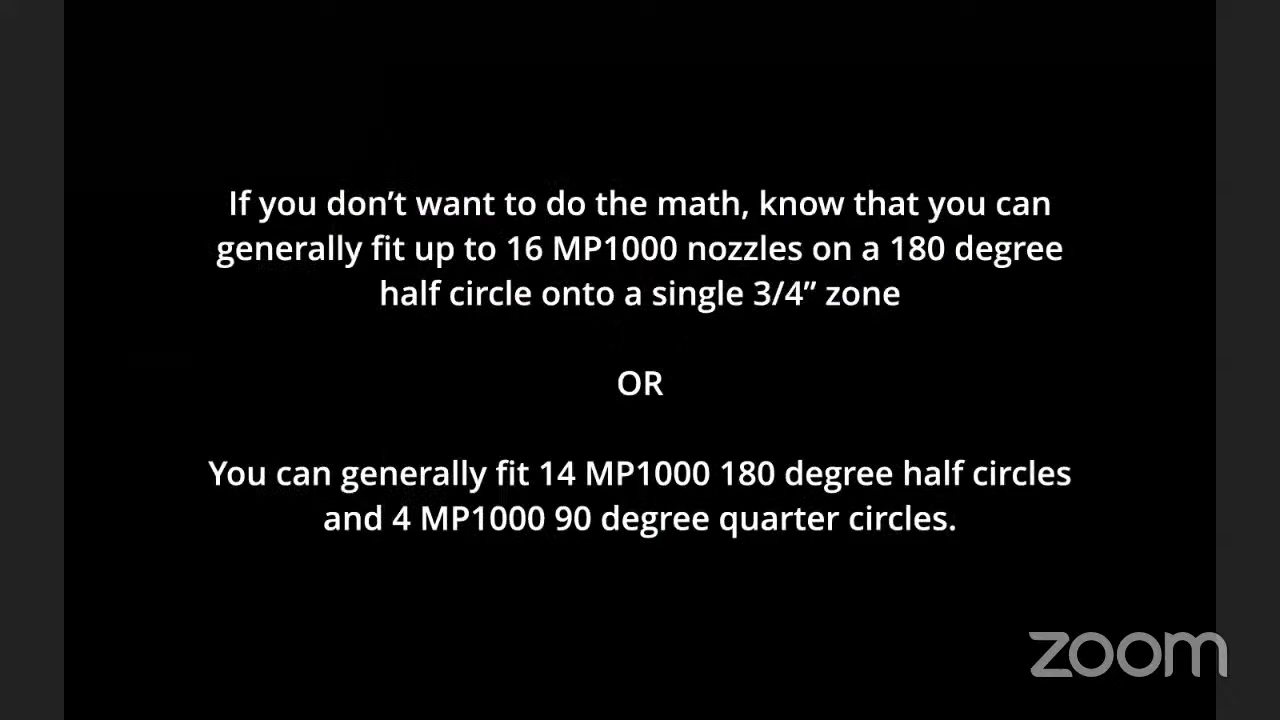 If you don’t want to do the math, know that you can
generally fit up to 16 MP1000 nozzles on a 180 degree
half circle onto a single 3/4” zone
OR
You can generally fit 14 MP1000 180 degree half circles
and 4 MP1000 90 degree quarter circles.
zoom